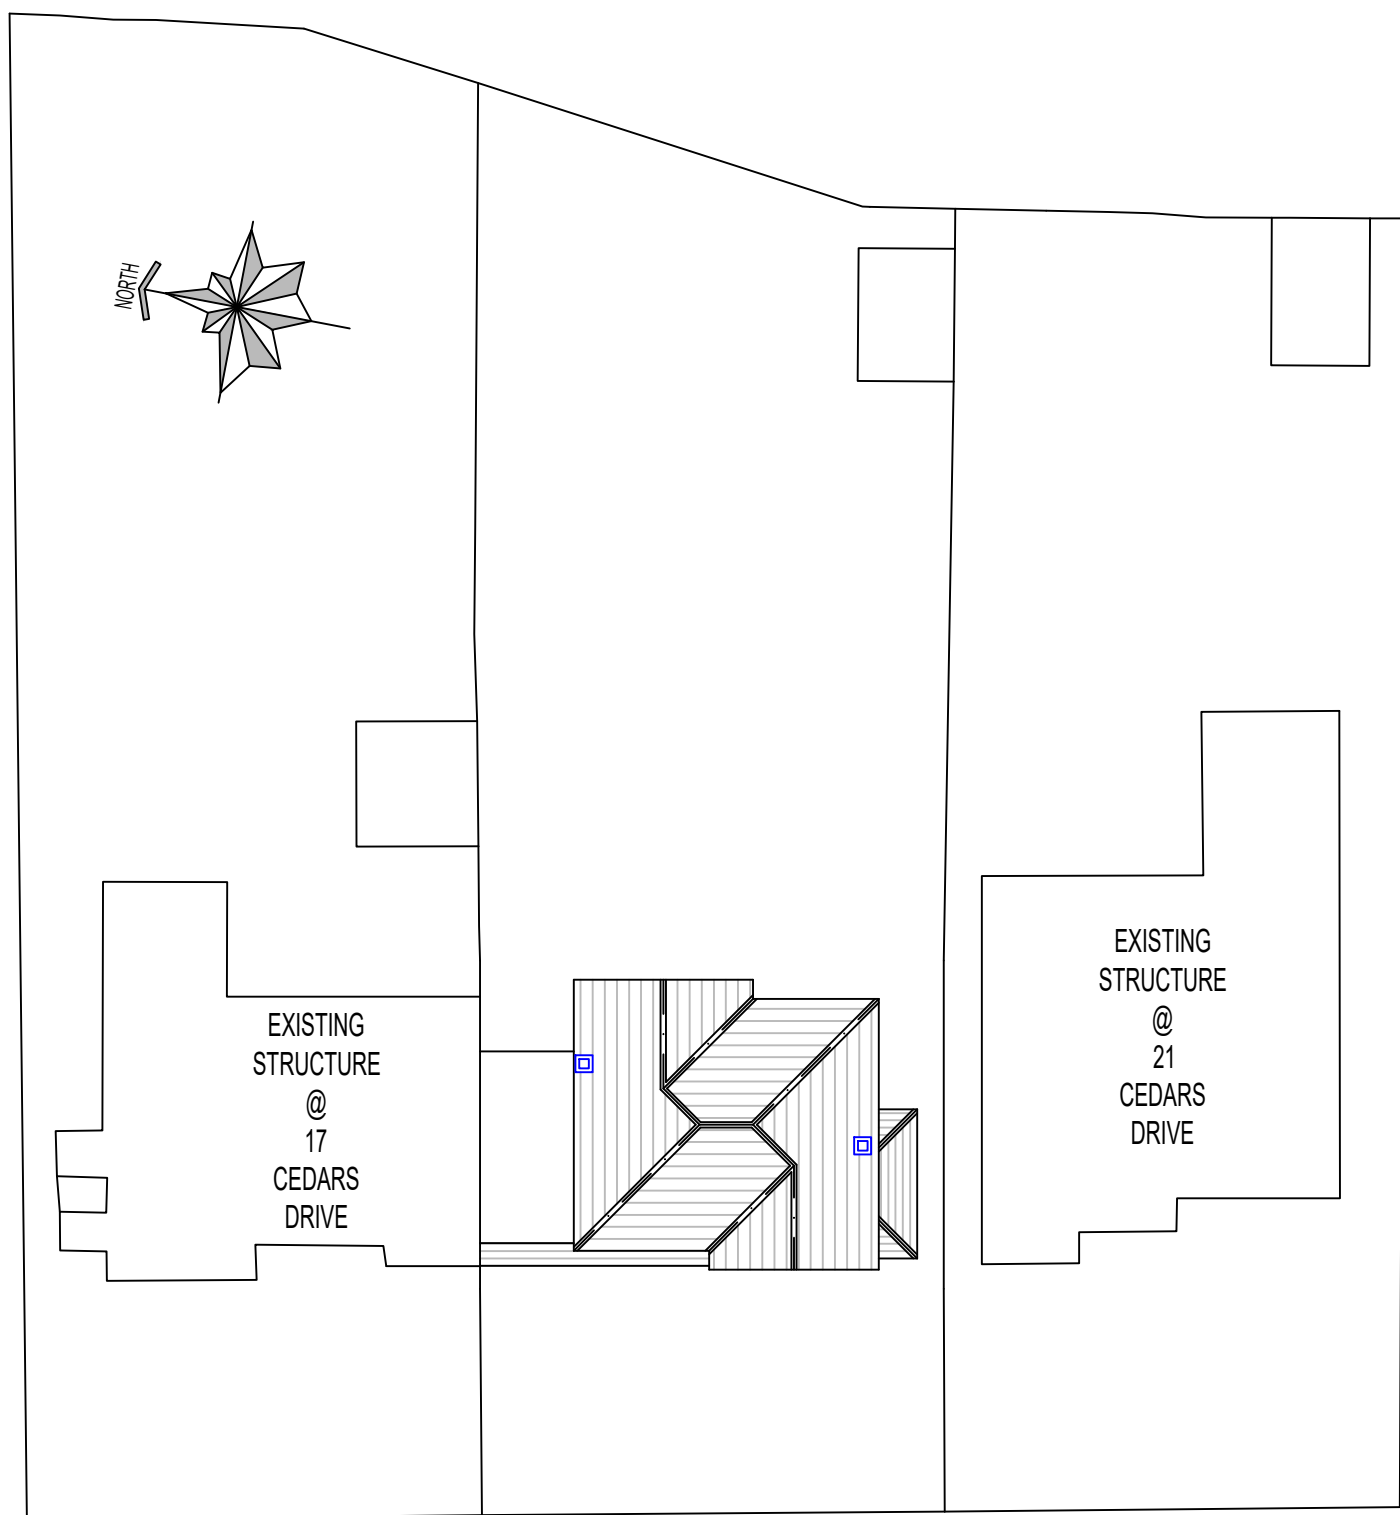 NORTH
EXISTING
STRUCTURE
@
21
CEDARS
DRIVE
EXISTING
STRUCTURE
@
17
CEDARS
DRIVE